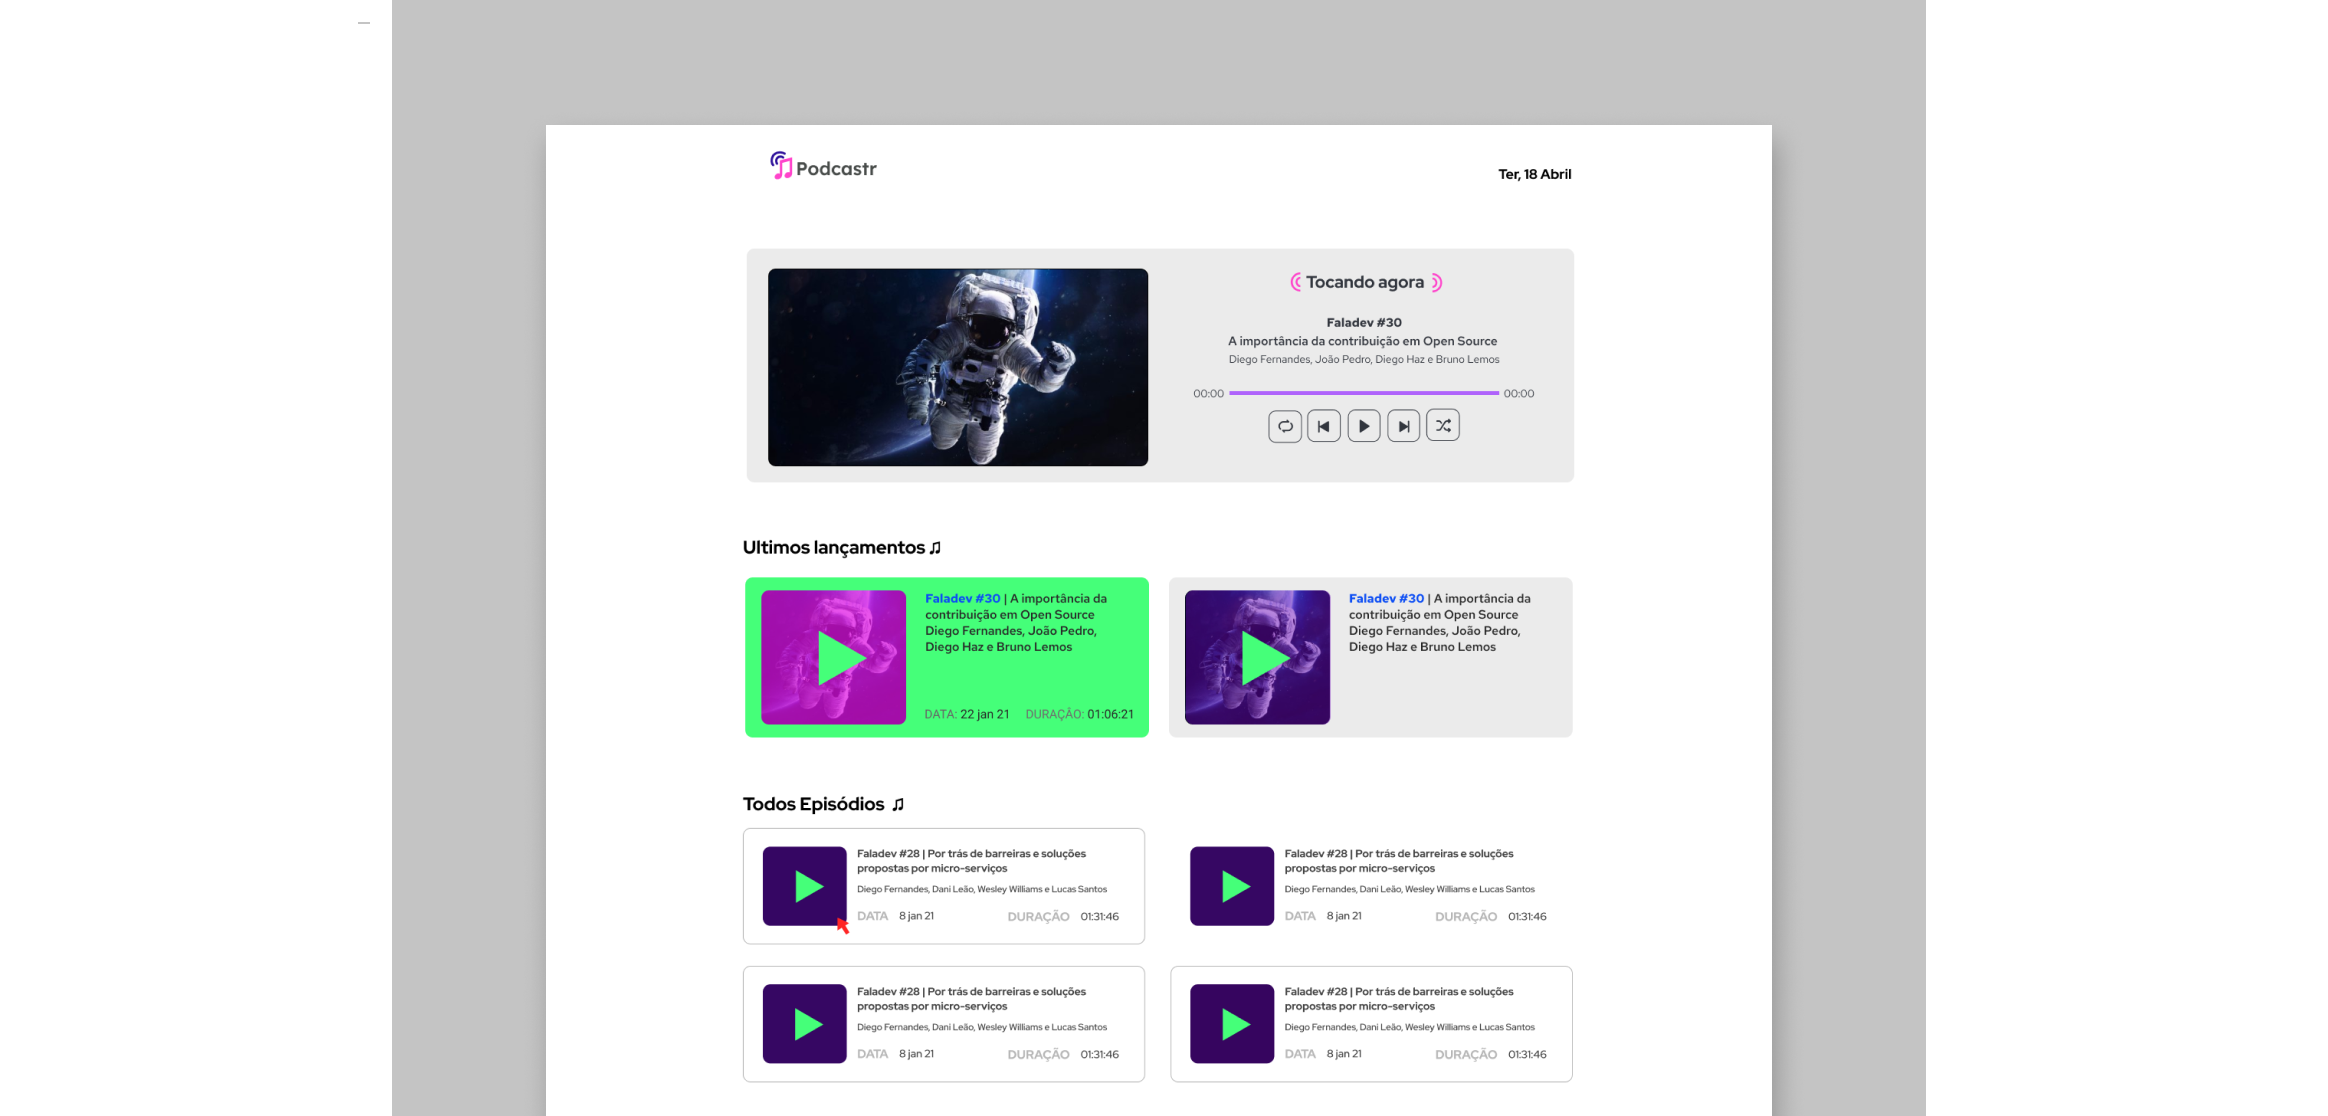 Podcastr
Ter, 18 Abril
Tocando agora
Faladev #30
A importância da contribuição em Open Source
Diego Fernandes, João Pedro, Diego Haz e Bruno Lemos
00:00 00:00
Ultimos lançamentos
Faladev #30 | A importância da
contribuição em Open Source
Diego Fernandes, João Pedro,
Diego Haz e Bruno Lemos
DATA: 22 jan 21 DURAÇÃO: 01:06:21
Faladev #30 | A importância da
contribuição em Open Source
Diego Fernandes, João Pedro,
Diego Haz e Bruno Lemos
Todos Episódios
Faladev #28 | Por trás de barreiras e soluções
propostas por micro-serviços
Diego Fernandes, Dani Leão, Wesley Williams e Lucas Santos
DATA 8 jan 21 DURAÇÃO 01:31:46
Faladev #28 | Por trás de barreiras e soluções
propostas por micro-serviços
Diego Fernandes, Dani Leão, Wesley Williams e Lucas Santos
DATA 8 jan 21 DURAÇÃO 01:31:46
Faladev #28 | Por trás de barreiras e soluções
propostas por micro-serviços
Diego Fernandes, Dani Leão, Wesley Williams e Lucas Santos
DATA 8 jan 21 DURAÇÃO 01:31:46
Faladev #28 | Por trás de barreiras e soluções
propostas por micro-serviços
Diego Fernandes, Dani Leão, Wesley Williams e Lucas Santos
DATA 8 jan 21 DURAÇÃO 01:31:46